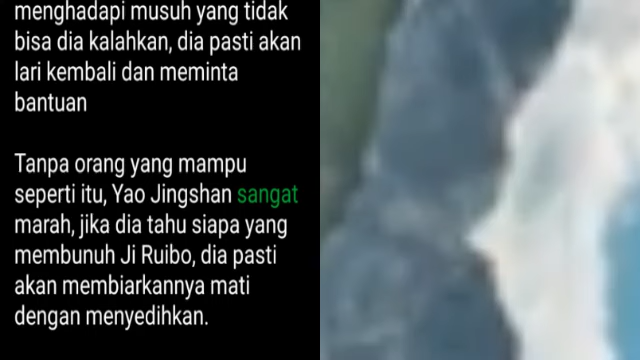 menghadapi musuh yang tidak
bisa dia kalahkan, dia pasti akan
lari kembali dan meminta
bantuan
Tanpa orang yang mampu
seperti itu, Yao Jingshan sangat
marah, jika dia tahu siapa yang
membunuh Ji Ruibo, dia pasti
akan membiarkannya mati
dengan menyedihkan.